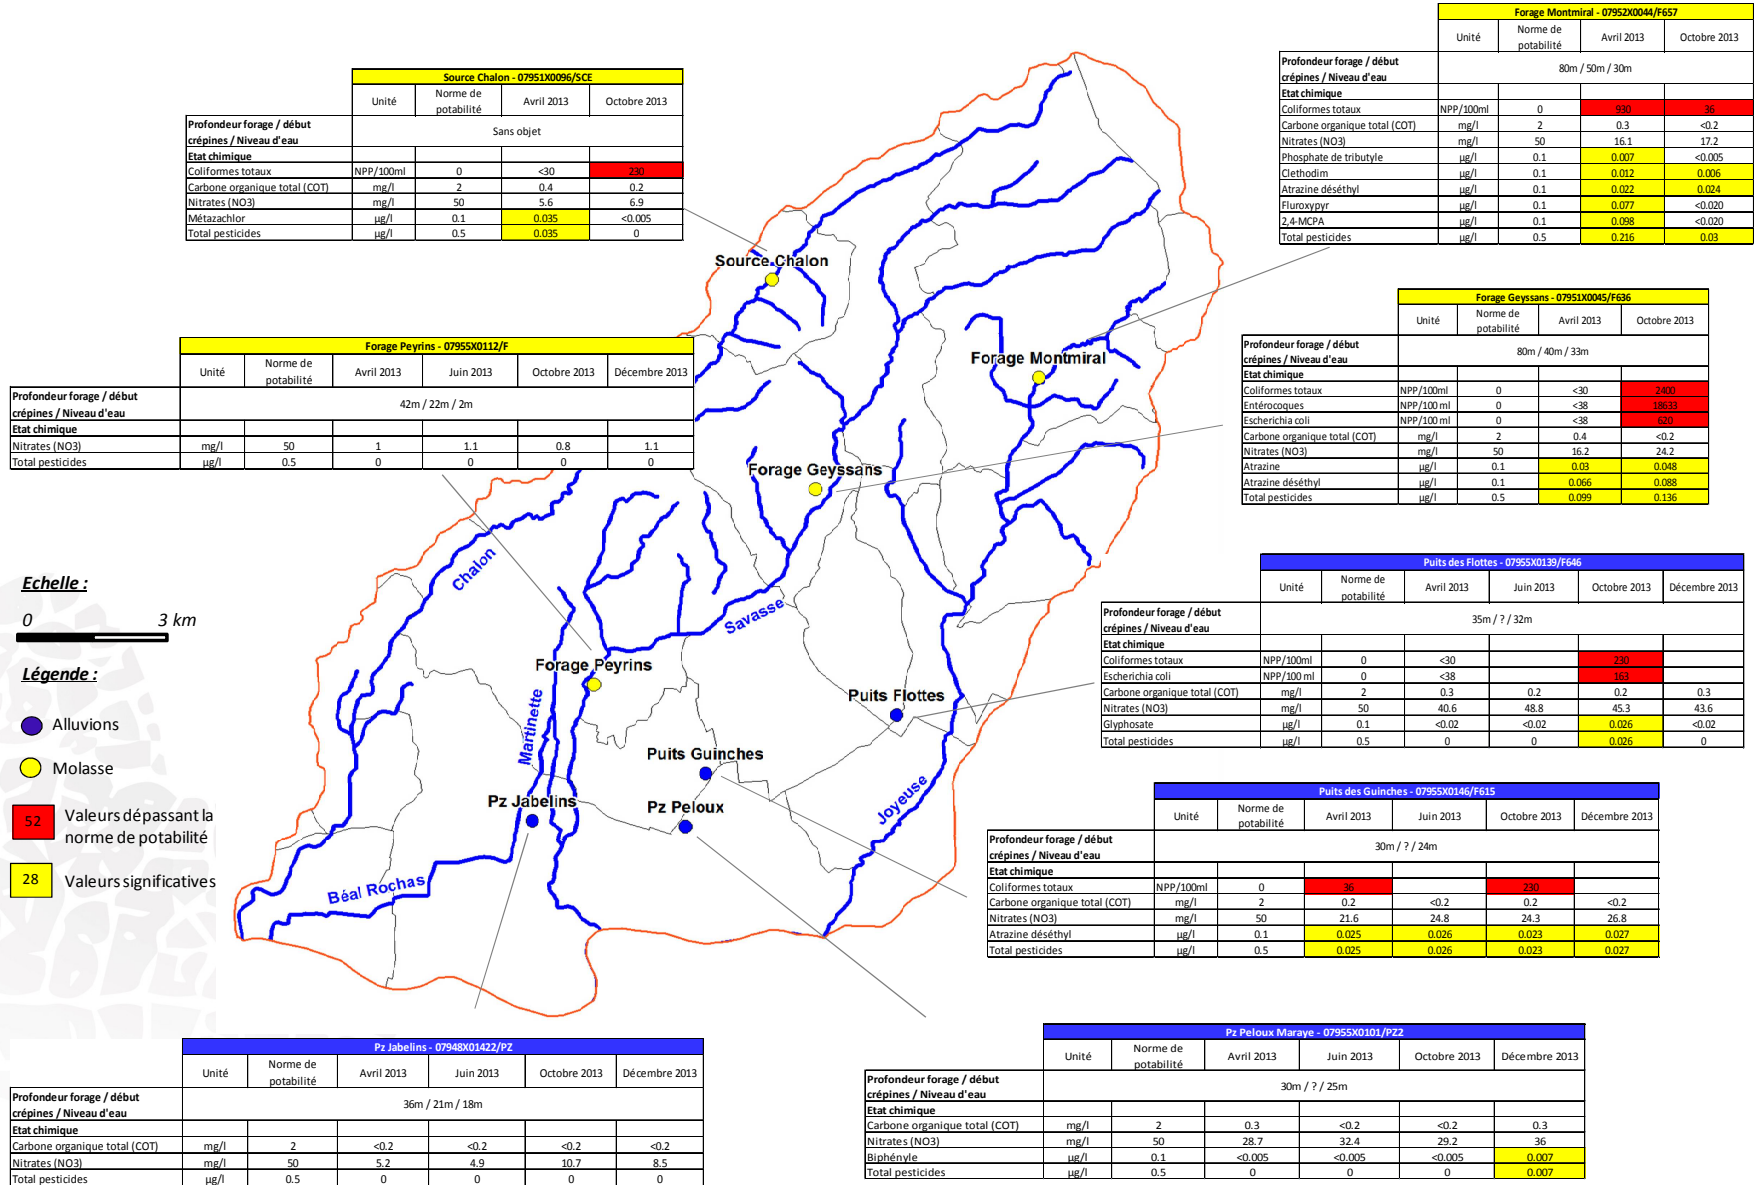 Source Chalon - 07951X0096/SCE
Unité Norme de potabilité Avril 2013 Octobre 2013
Profondeur forage / début crépines / Niveau d'eau Sans objet
Etat chimique
Coliformes totaux NPP/100ml 0 <30 230
Carbone organique total (COT) mg/l 2 0.4 0.2
Nitrates (NO3) mg/l 50 5.6 6.9
Métazachlor µg/l 0.1 0.035 <0.005
Total pesticides µg/l 0.5 0.035 0
Forage Montmiral - 07952X0044/F657
Unité Norme de potabilité Avril 2013 Octobre 2013
Profondeur forage / début crépines / Niveau d'eau 80m / 50m / 30m
Etat chimique
Coliformes totaux NPP/100ml 0 930 36
Carbone organique total (COT) mg/l 2 0.3 <0.2
Nitrates (NO3) mg/l 50 16.1 17.2
Phosphate de tributyle µg/l 0.1 0.007 <0.005
Clethodim µg/l 0.1 0.012 0.006
Atrazine déséthyl µg/l 0.1 0.022 0.024
Fluroxypyr µg/l 0.1 0.077 <0.020
2,4-MCPA µg/l 0.1 0.098 <0.020
Total pesticides µg/l 0.5 0.216 0.03
Forage Peyrins - 07955X0112/F
Unité Norme de potabilité Avril 2013 Juin 2013 Octobre 2013 Décembre 2013
Profondeur forage / début crépines / Niveau d'eau 42m / 22m / 2m
Etat chimique
Nitrates (NO3) mg/l 50 1 1.1 0.8 1.1
Total pesticides µg/l 0.5 0 0 0 0
Forage Geyssans - 07951X0045/F636
Unité Norme de potabilité Avril 2013 Octobre 2013
Profondeur forage / début crépines / Niveau d'eau 80m / 40m / 33m
Etat chimique
Coliformes totaux NPP/100ml 0 <30 2400
Entérocoques NPP/100 ml 0 <38 18633
Escherichia coli NPP/100 ml 0 <38 620
Carbone organique total (COT) mg/l 2 0.4 <0.2
Nitrates (NO3) mg/l 50 16.2 24.2
Atrazine µg/l 0.1 0.03 0.048
Atrazine déséthyl µg/l 0.1 0.066 0.088
Total pesticides µg/l 0.5 0.099 0.136
Source Chalon
Forage Montmiral
Forage Geyssans
Chalon
Savasse
Forage Peyrins
Martinette
Puits Flottes
Puits Guinches
Pz Jabelins
Pz Peloux
Joyeuse
Béal Rochas
Echelle :
0 3 km
Légende :
Alluvions
Molasse
52 Valeurs dépassant la norme de potabilité
28 Valeurs significatives
Puits des Flottes - 07955X0139/F646
Unité Norme de potabilité Avril 2013 Juin 2013 Octobre 2013 Décembre 2013
Profondeur forage / début crépines / Niveau d'eau 35m / ? / 32m
Etat chimique
Coliformes totaux NPP/100ml 0 <30 230
Escherichia coli NPP/100 ml 0 <38 163
Carbone organique total (COT) mg/l 2 0.3 0.2 0.2 0.3
Nitrates (NO3) mg/l 50 40.6 48.8 45.3 43.6
Glyphosate µg/l 0.1 <0.02 <0.02 0.026 <0.02
Total pesticides µg/l 0.5 0 0 0.026 0
Puits des Guinches - 07955X0146/F615
Unité Norme de potabilité Avril 2013 Juin 2013 Octobre 2013 Décembre 2013
Profondeur forage / début crépines / Niveau d'eau 30m / ? / 24m
Etat chimique
Coliformes totaux NPP/100ml 0 36 230
Carbone organique total (COT) mg/l 2 0.2 <0.2 0.2 <0.2
Nitrates (NO3) mg/l 50 21.6 24.8 24.3 26.8
Atrazine déséthyl µg/l 0.1 0.025 0.026 0.023 0.027
Total pesticides µg/l 0.5 0.025 0.026 0.023 0.027
Pz Jabelins - 07948X01422/PZ
Unité Norme de potabilité Avril 2013 Juin 2013 Octobre 2013 Décembre 2013
Profondeur forage / début crépines / Niveau d'eau 36m / 21m / 18m
Etat chimique
Carbone organique total (COT) mg/l 2 <0.2 <0.2 <0.2 <0.2
Nitrates (NO3) mg/l 50 5.2 4.9 10.7 8.5
Total pesticides µg/l 0.5 0 0 0 0
Pz Peloux Maraye - 07955X0101/PZ2
Unité Norme de potabilité Avril 2013 Juin 2013 Octobre 2013 Décembre 2013
Profondeur forage / début crépines / Niveau d'eau 30m / ? / 25m
Etat chimique
Carbone organique total (COT) mg/l 2 0.3 <0.2 <0.2 0.3
Nitrates (NO3) mg/l 50 28.7 32.4 29.2 36
Biphényle µg/l 0.1 <0.005 <0.005 <0.005 0.007
Total pesticides µg/l 0.5 0 0 0 0.007